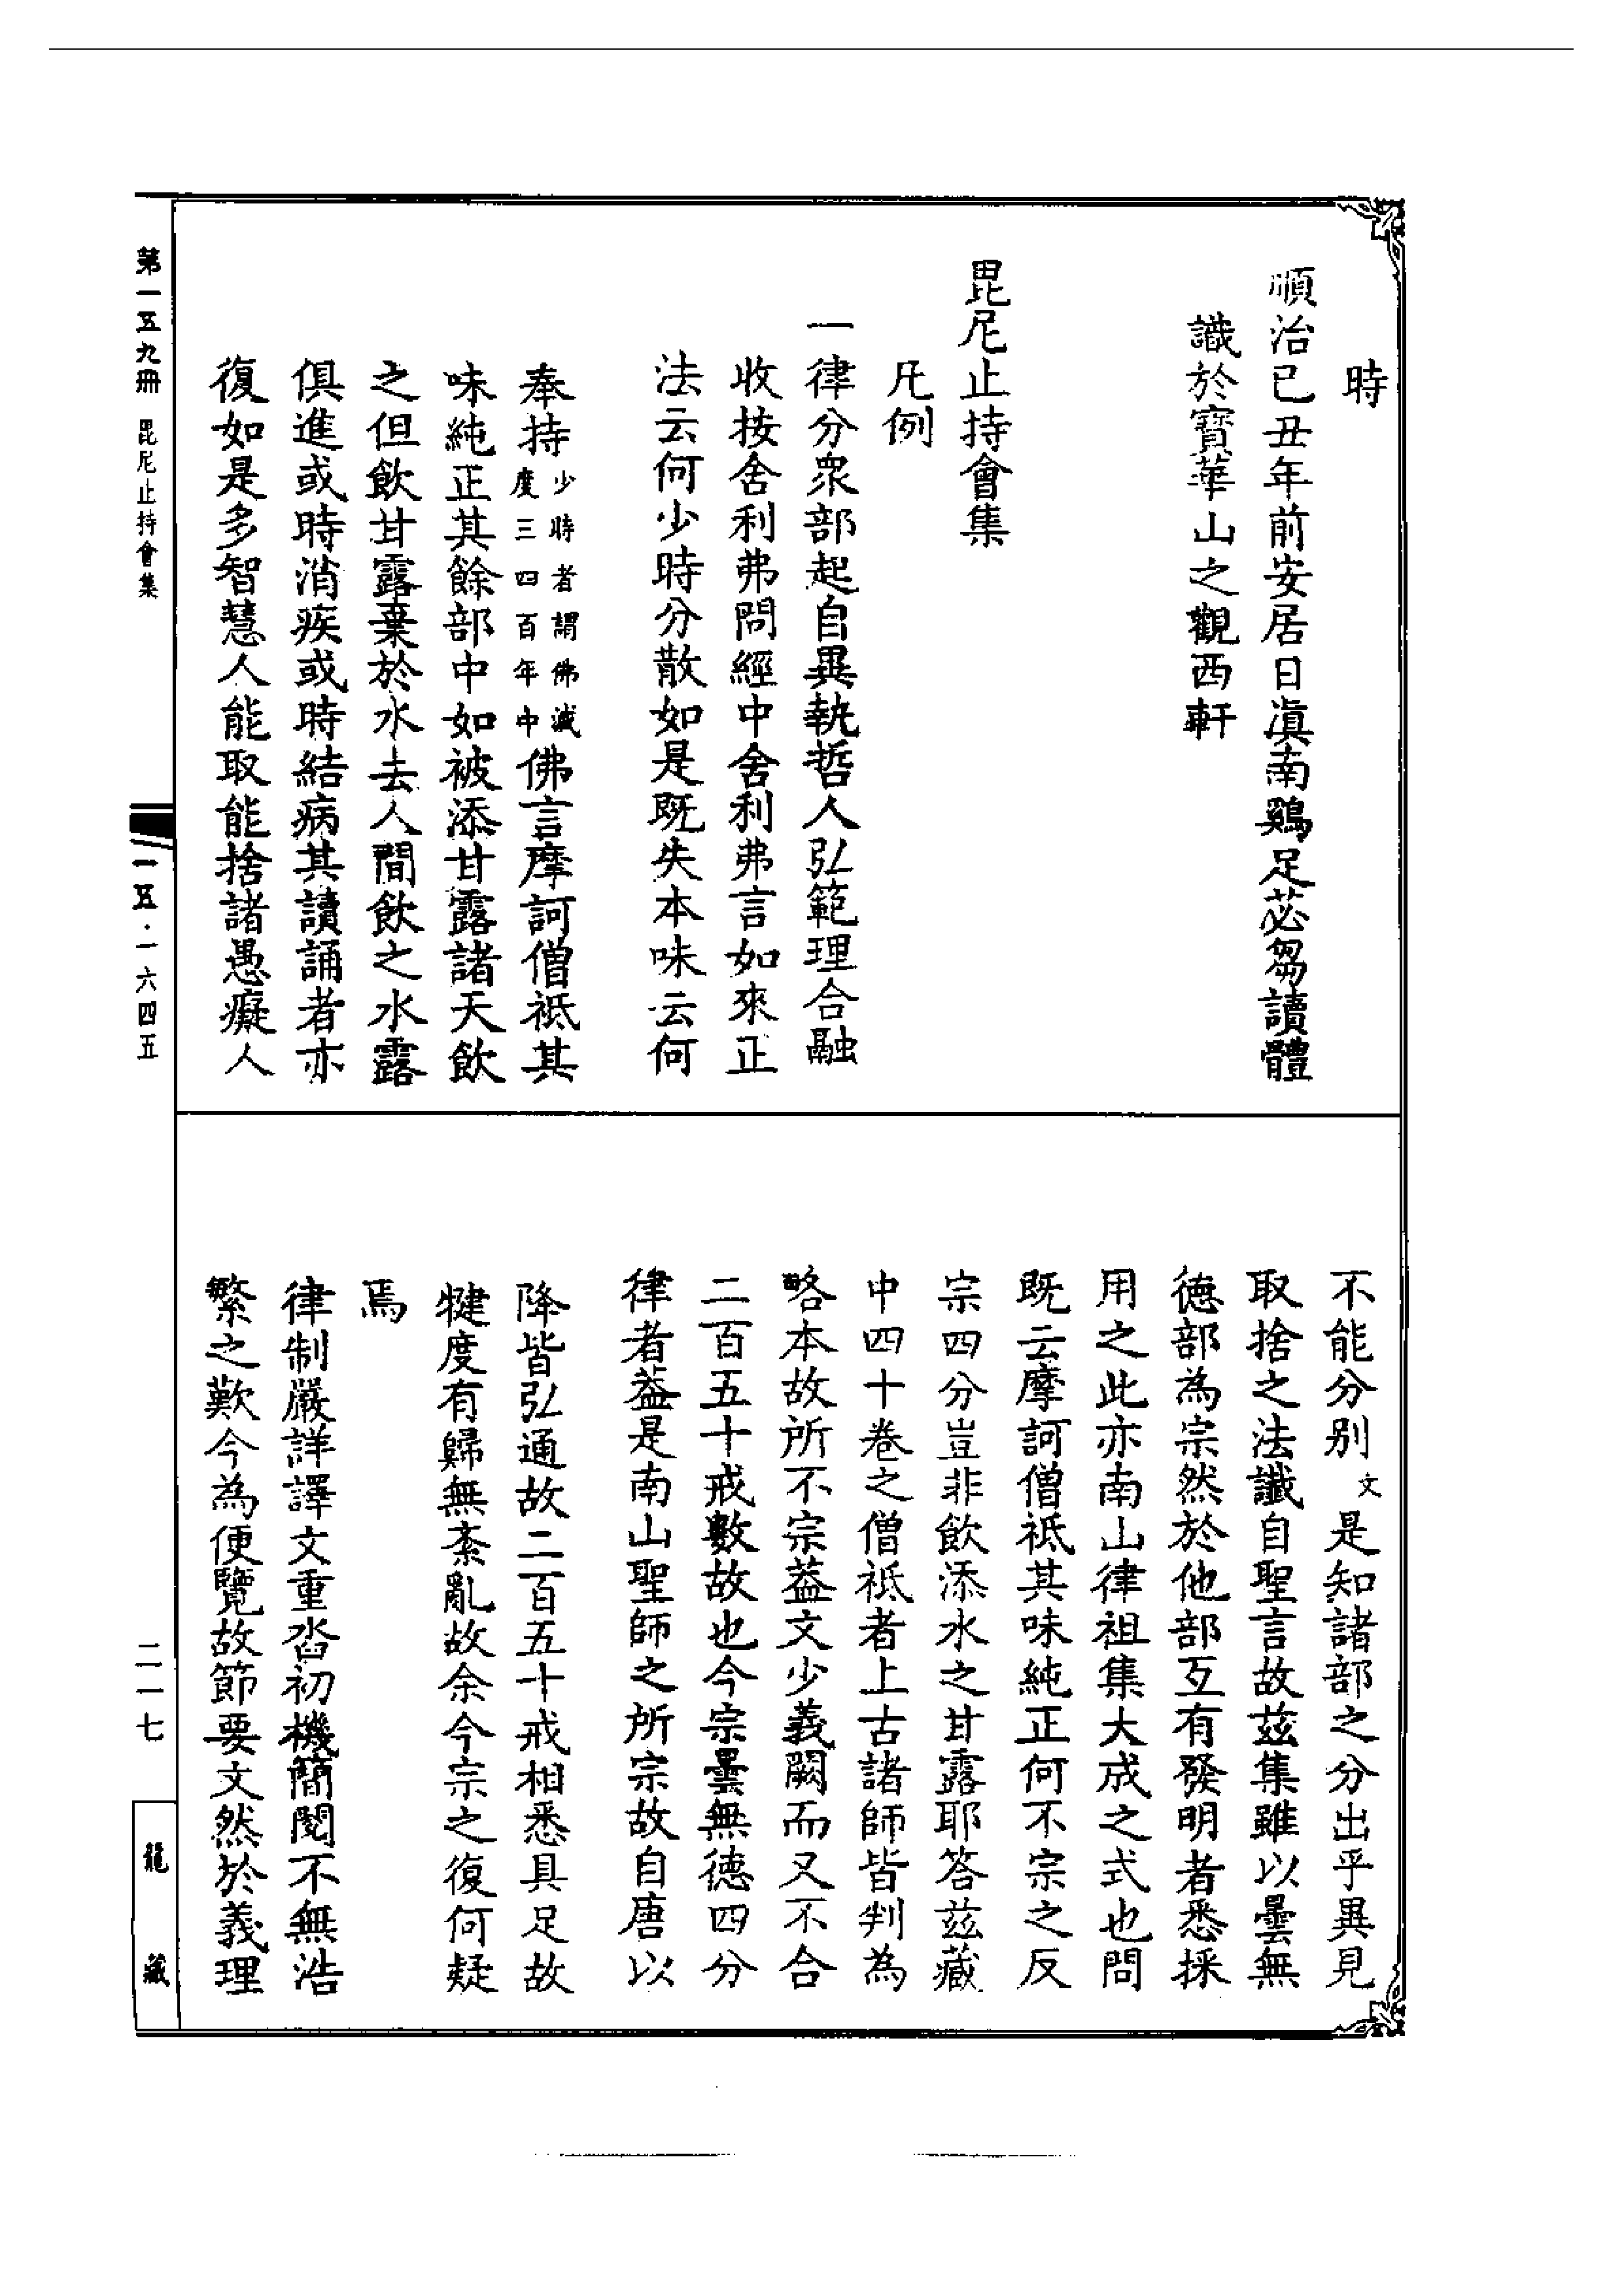 時
順治已丑年前安居日滇南鷄足苾芻讀體
識於寶華山之觀西軒
毘尼止持會集
凡例
一律分衆部起自異執哲人弘範理合融
收按舍利弗問經中舍利弗言如來正
法云何少時分散如是既失本味云何
奉持少時者謂佛滅度三四百年中佛言摩訶僧祇其
味純正其餘部中如被添甘露諸天飲
之但飲甘露棄於水去人間飲之水露
俱進或時消疾或時結病其讀誦者亦
復如是多智慧人能取能捨諸愚癡人
不能分別文是知諸部之分出乎異見
取捨之法讖自聖言故茲集雖以曇無
德部為宗然於他部互有發明者悉採
用之此亦南山律祖集大成之式也問
既云摩訶僧祇其味純正何不宗之反
宗四分豈非飲添水之甘露耶答茲藏
中四十卷之僧祇者上古諸師皆判為
略本故所不宗葢文少義闕而又不合
二百五十戒數故也今宗曇無德四分
律者葢是南山聖師之所宗故自唐以
降皆弘通故二百五十戒相悉具足故
犍度有歸無紊亂故余今宗之復何疑
焉
律制嚴詳譯文重沓初機簡閱不無浩
繁之歎今為便覽故節要文然於義理
第一五九冊
毘尼止持會集
一五·一六四五
二一七
龍藏